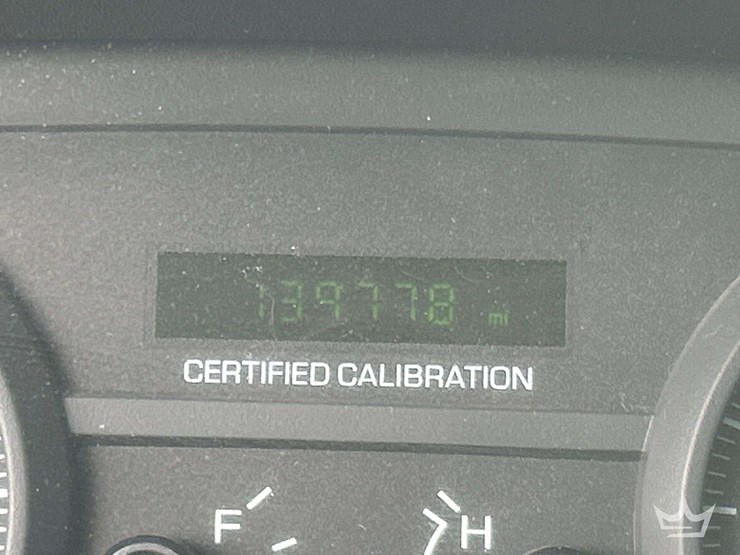 139778 mi
CERTIFIED CALIBRATION
F H